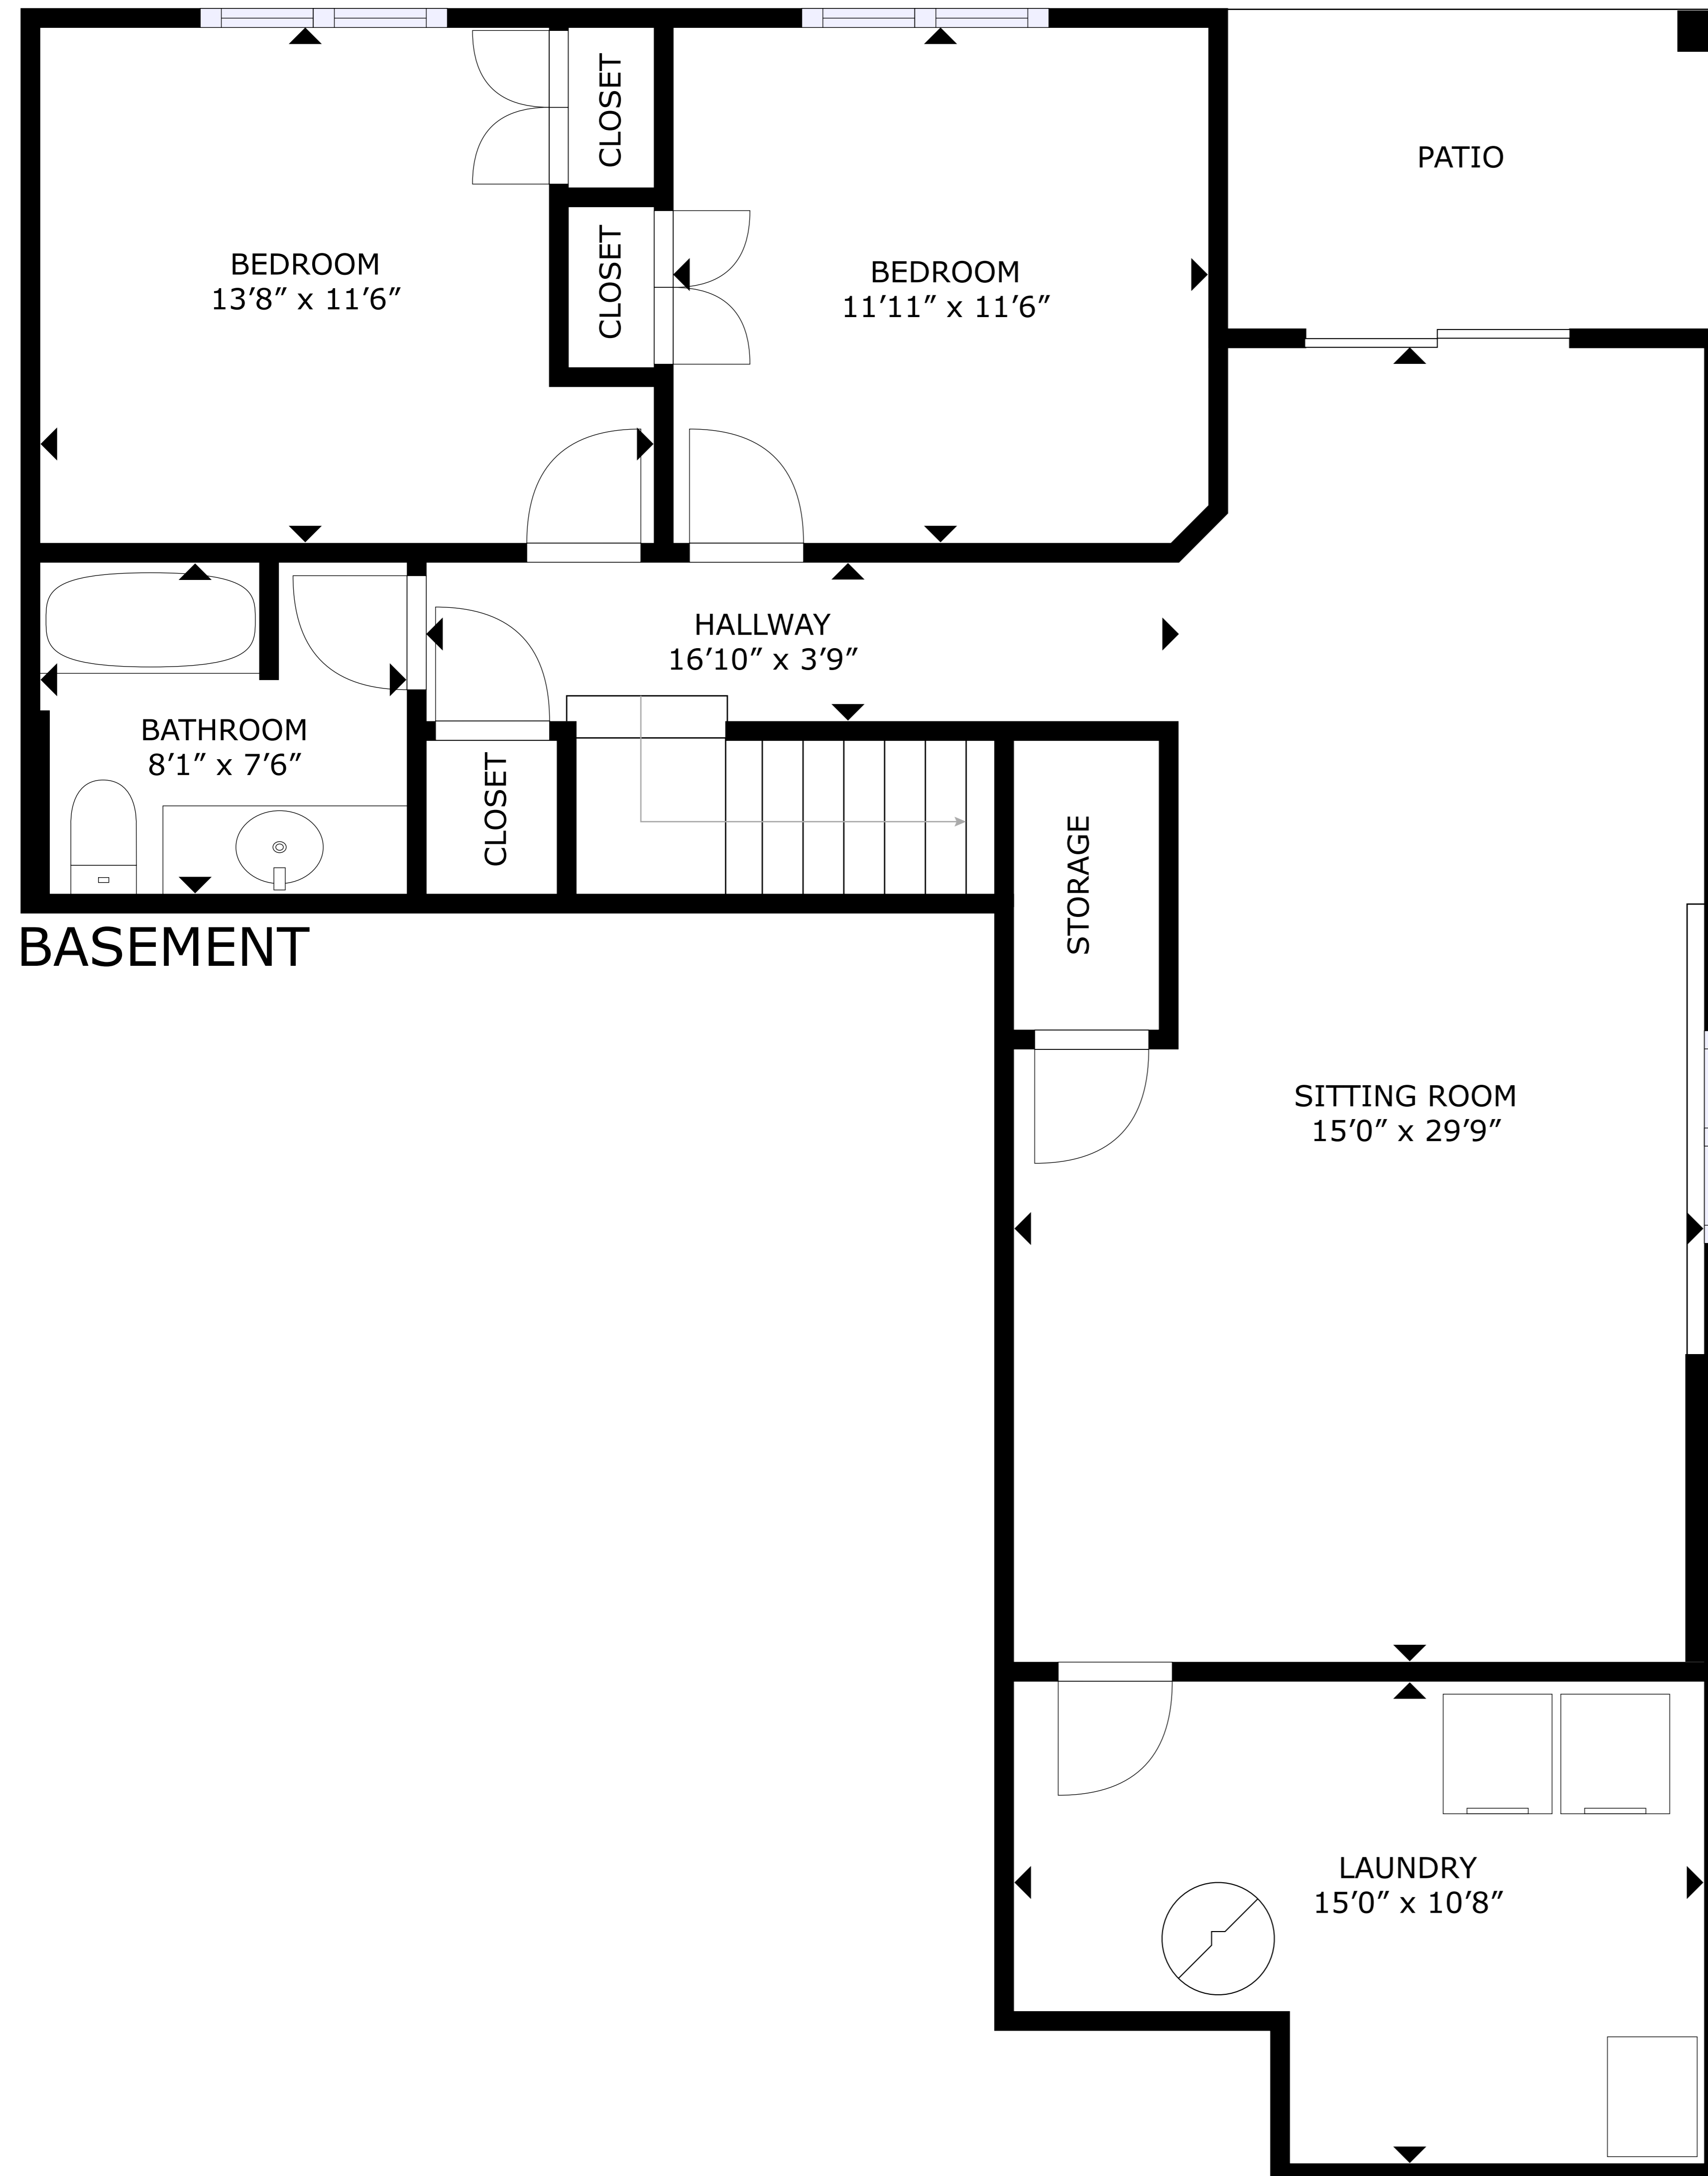 CLOSET
PATIO
BEDROOM
13’8” x 11’6”
CLOSET
BEDROOM
11’11” x 11’6”
HALLWAY
16’10” x 3’9”
BATHROOM
8’1” x 7’6”
CLOSET
STORAGE
BASEMENT
SITTING ROOM
15’0” x 29’9”
LAUNDRY
15’0” x 10’8”